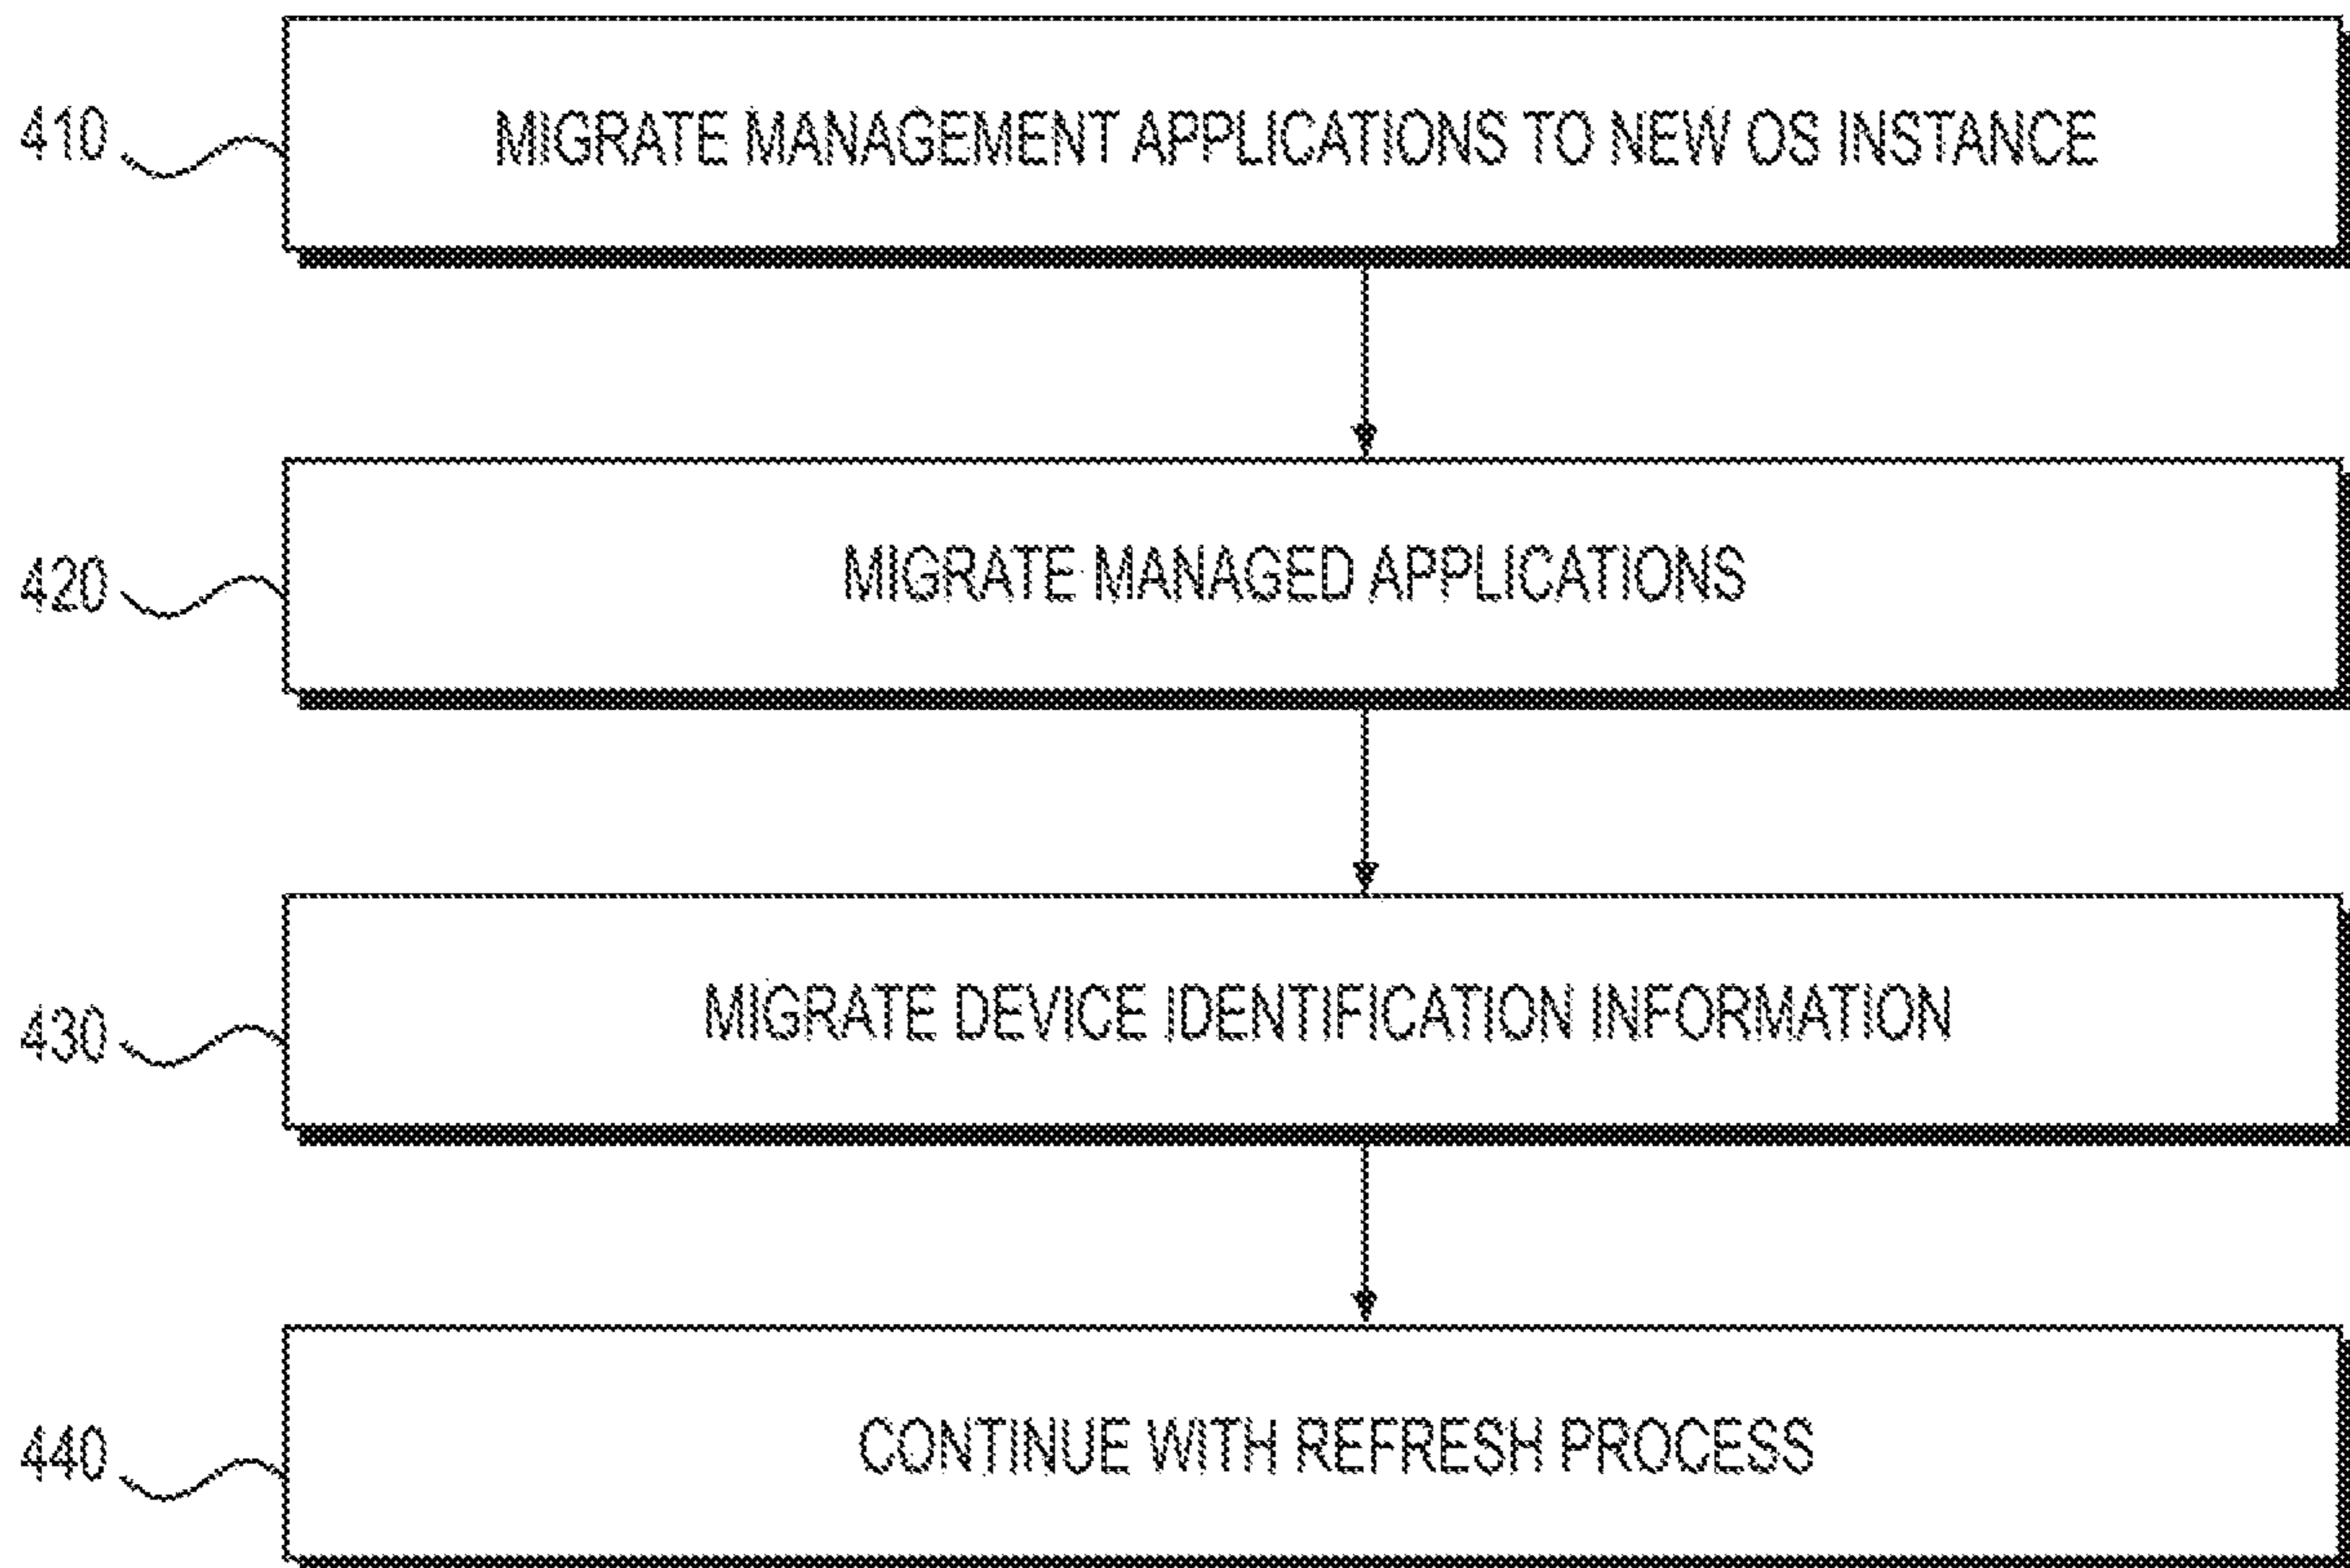 410 MIGRATE MANAGEMENT APPLICATIONS TO NEW OS INSTANCE
420 MIGRATE MANAGED APPLICATIONS
430 MIGRATE DEVICE IDENTIFICATION INFORMATION
440 CONTINUE WITH REFRESH PROCESS